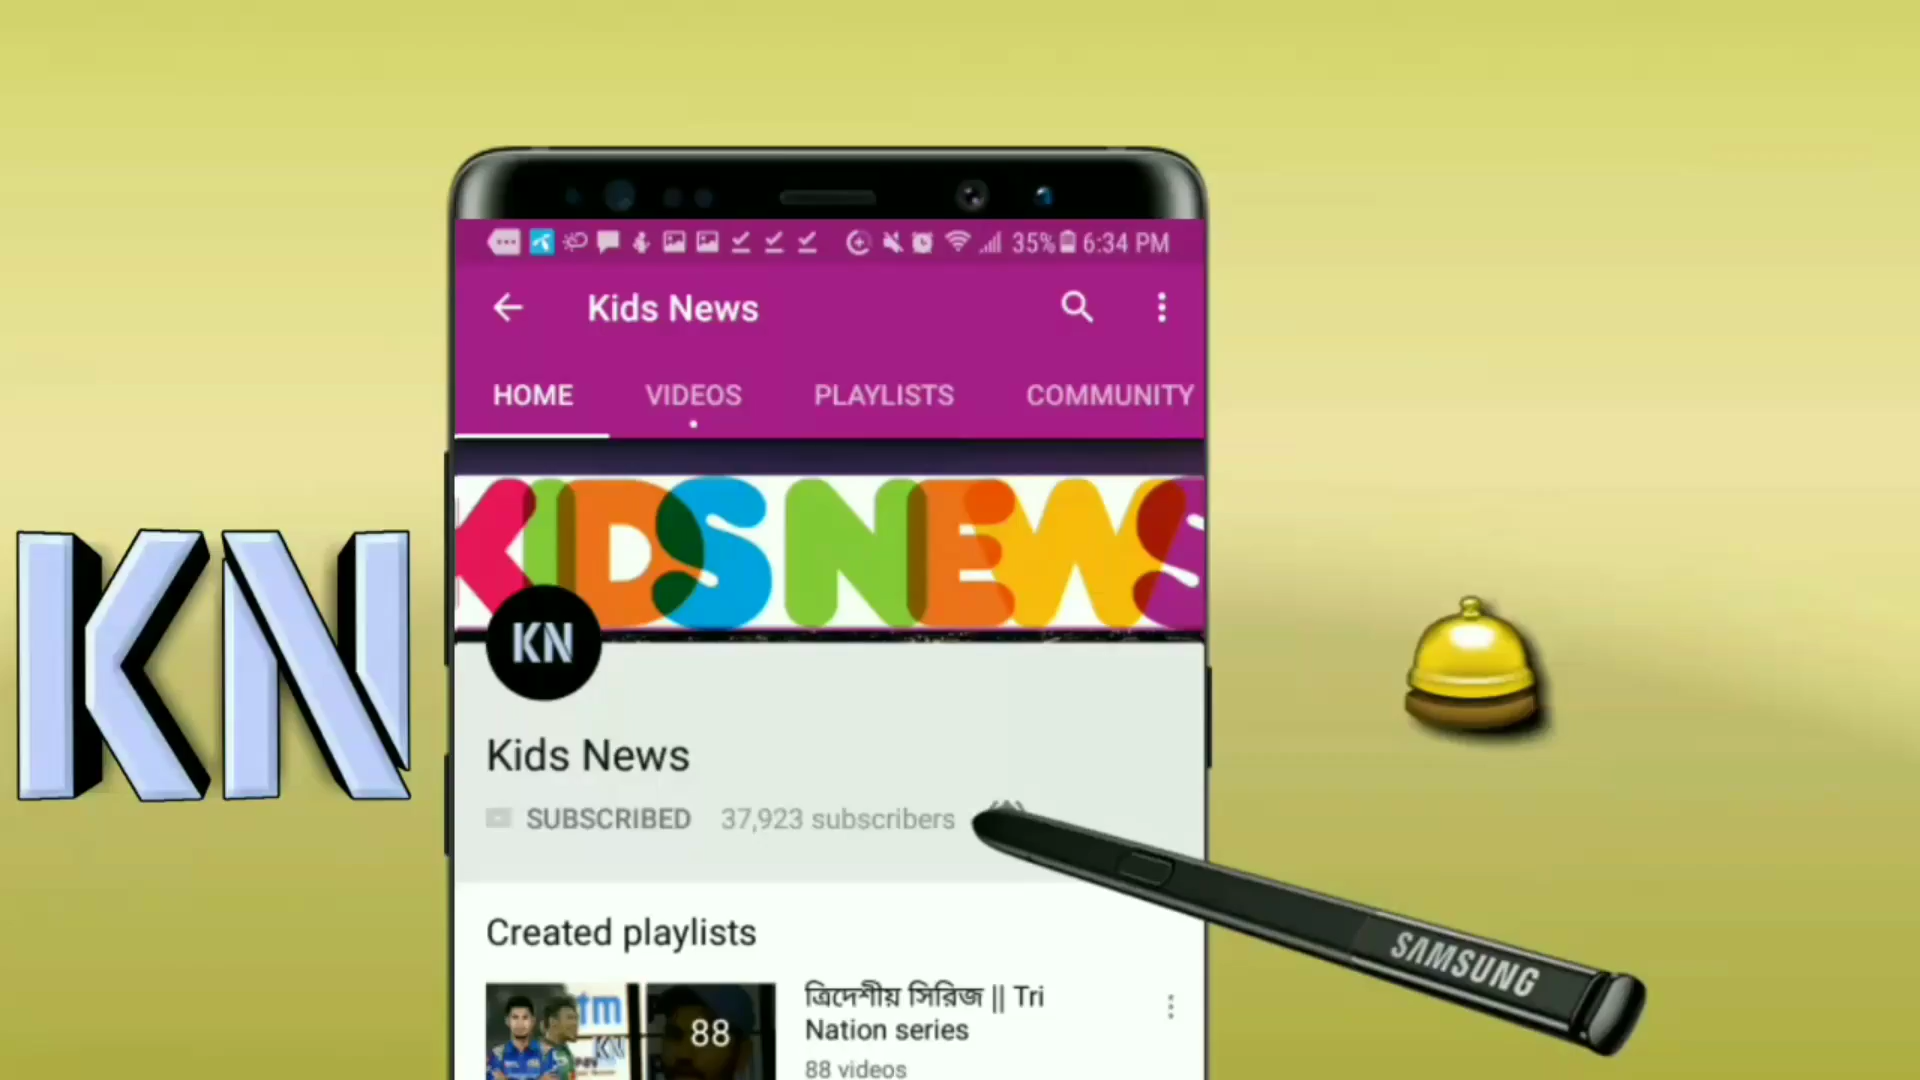 35% 6:34 PM
Kids News
HOME VIDEOS PLAYLISTS COMMUNITY
KIDS NEWS
KN
KN
Kids News
SUBSCRIBED 37,923 subscribers
SAMSUNG
Created playlists
ত্রিদেশীয় সিরিজ || Tri
Nation series
88
88 videos